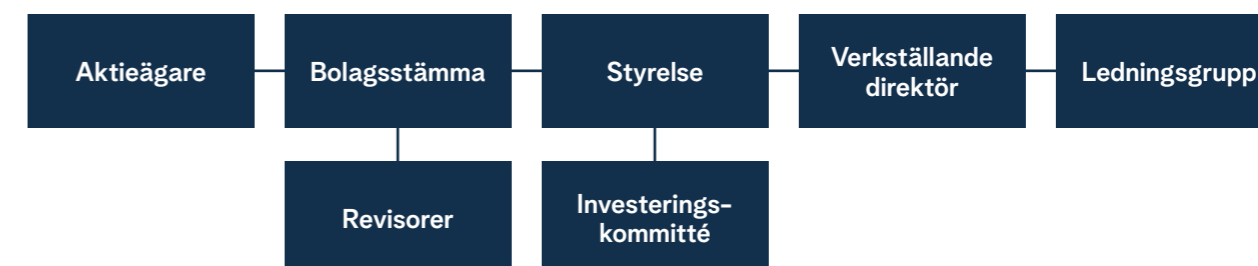 Aktieägare
Bolagsstämma
Styrelse
Verkställande
direktör
Ledningsgrupp
Revisorer
Investerings-
kommitté